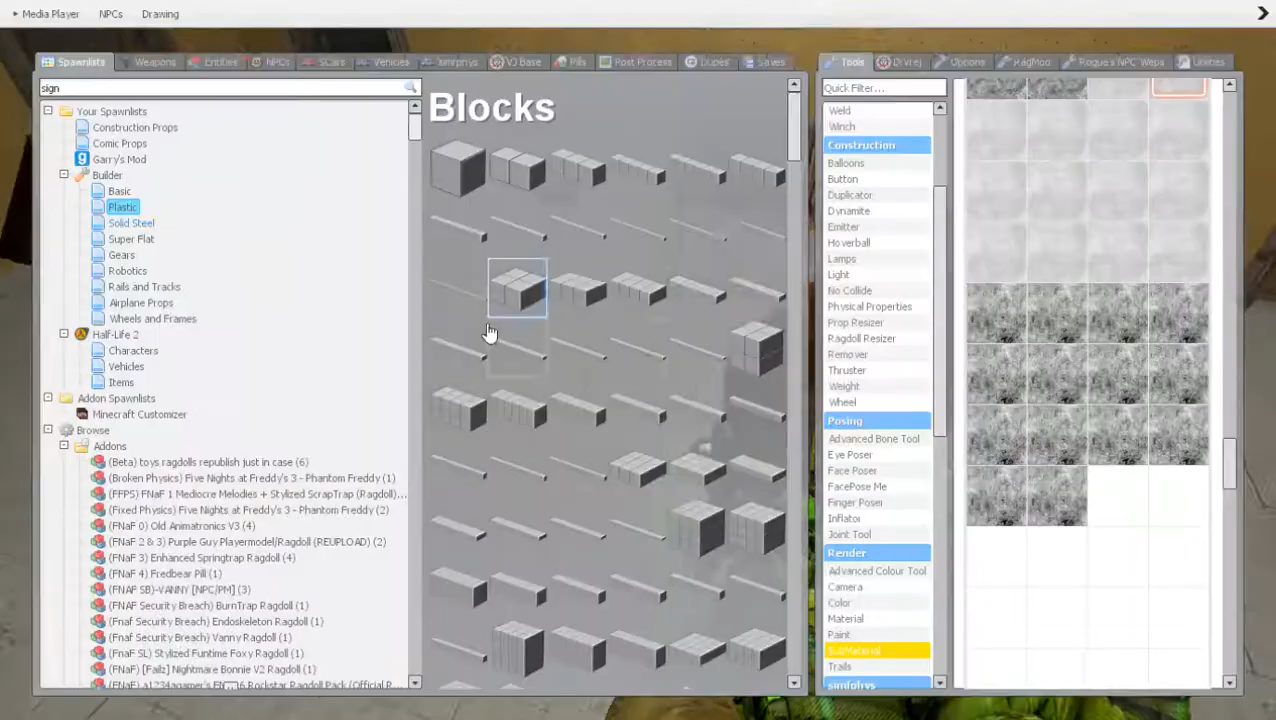 Media Player NPCs Drawing
Spawnlists Weapons Entities NPCs SCars Vehicles simfphys VJ Base Pills Post Process Dupes Saves
Tools D/V/rej Options RagMod Rogue's NPC Weps Utilities
sign
Quick Filter...
Your Spawnlists
Construction Props
Comic Props
Garry's Mod
Builder
Basic
Plastic
Solid Steel
Super Flat
Gears
Robotics
Rails and Tracks
Airplane Props
Wheels and Frames
Half-Life 2
Characters
Vehicles
Items
Addon Spawnlists
Minecraft Customizer
Browse
Addons
(Beta) toys ragdolls republish just in case (6)
(Broken Physics) Five Nights at Freddy's 3 - Phantom Freddy (1)
(FFPS) FNaF 1 Mediocre Melodies + Stylized ScrapTrap (Ragdoll)...
(Fixed Physics) Five Nights at Freddy's 3 - Phantom Freddy (2)
(FNaF 0) Old Animatronics V3 (4)
(FNAF 2 & 3) Purple Guy Playermodel/Ragdoll (REUPLOAD) (2)
(FNAF 3) Enhanced Springtrap Ragdoll (4)
(FNAF 4) Fredbear Pill (1)
(FNAF SB)-VANNY [NPC/PM] (3)
(FNAF Security Breach) BurnTrap Ragdoll (1)
(Fnaf Security Breach) Endoskeleton Ragdoll (1)
(Fnaf Security Breach) Vanny Ragdoll (1)
(FNaF SL) Stylized Funtime Foxy Ragdoll (1)
(FNaF) [Failz] Nightmare Bonnie V2 Ragdoll (1)
Blocks
Weld
Winch
Construction
Balloons
Button
Duplicator
Dynamite
Emitter
Hoverball
Lamps
Light
No Collide
Physical Properties
Prop Resizer
Ragdoll Resizer
Remover
Thruster
Weight
Wheel
Posing
Advanced Bone Tool
Eye Poser
Face Poser
FacePose Me
Finger Poser
Inflator
Joint Tool
Render
Advanced Colour Tool
Camera
Color
Material
Paint
SubMaterial
Trails
simfphys